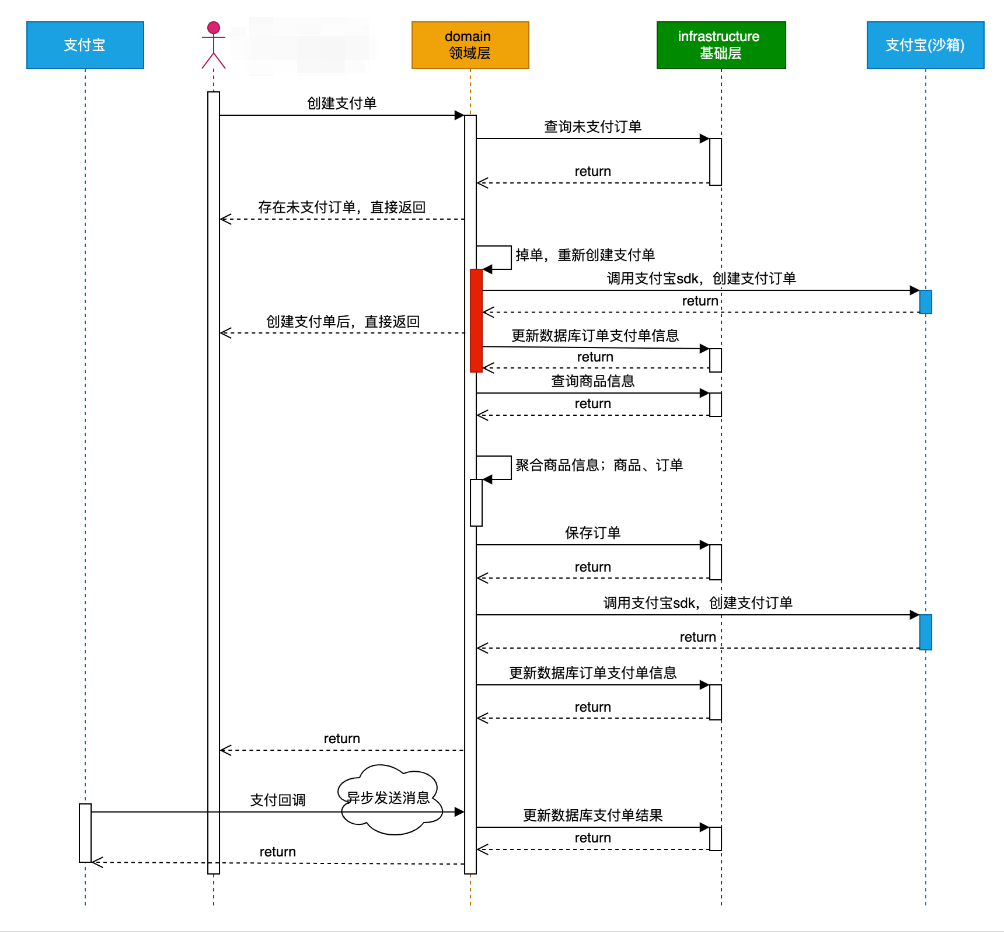 支付宝
domain
领域层
infrastructure
基础层
支付宝(沙箱)
创建支付单
查询未支付订单
return
存在未支付订单，直接返回
掉单，重新创建支付单
调用支付宝sdk，创建支付订单
return
创建支付单后，直接返回
更新数据库订单支付单信息
return
查询商品信息
return
聚合商品信息；商品、订单
保存订单
return
调用支付宝sdk，创建支付订单
return
更新数据库订单支付单信息
return
return
支付回调
异步发送消息
更新数据库支付单结果
return
return